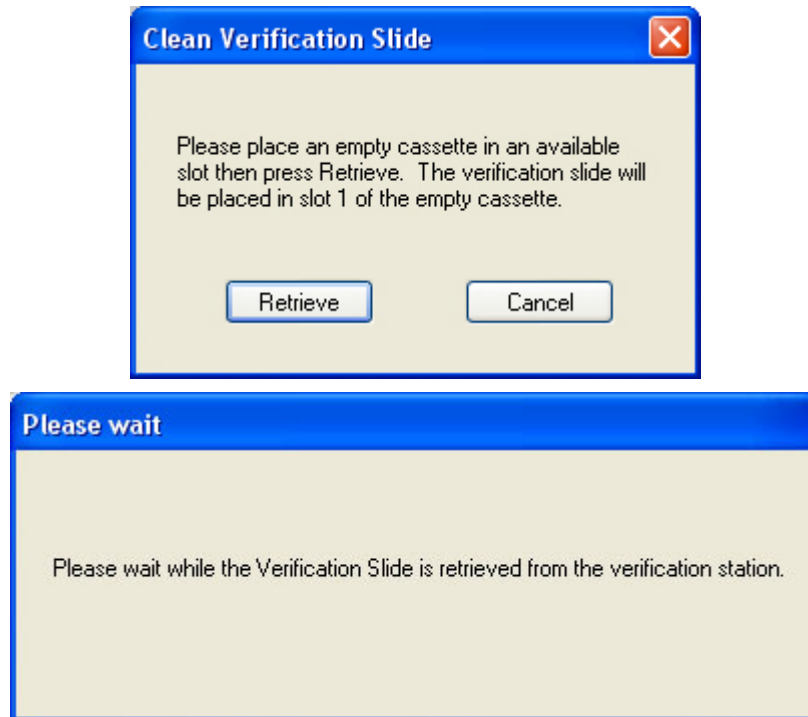 Clean Verification Slide
Please place an empty cassette in an available
slot then press Retrieve. The verification slide will
be placed in slot 1 of the empty cassette.
Retrieve Cancel
Please wait
Please wait while the Verification Slide is retrieved from the verification station.